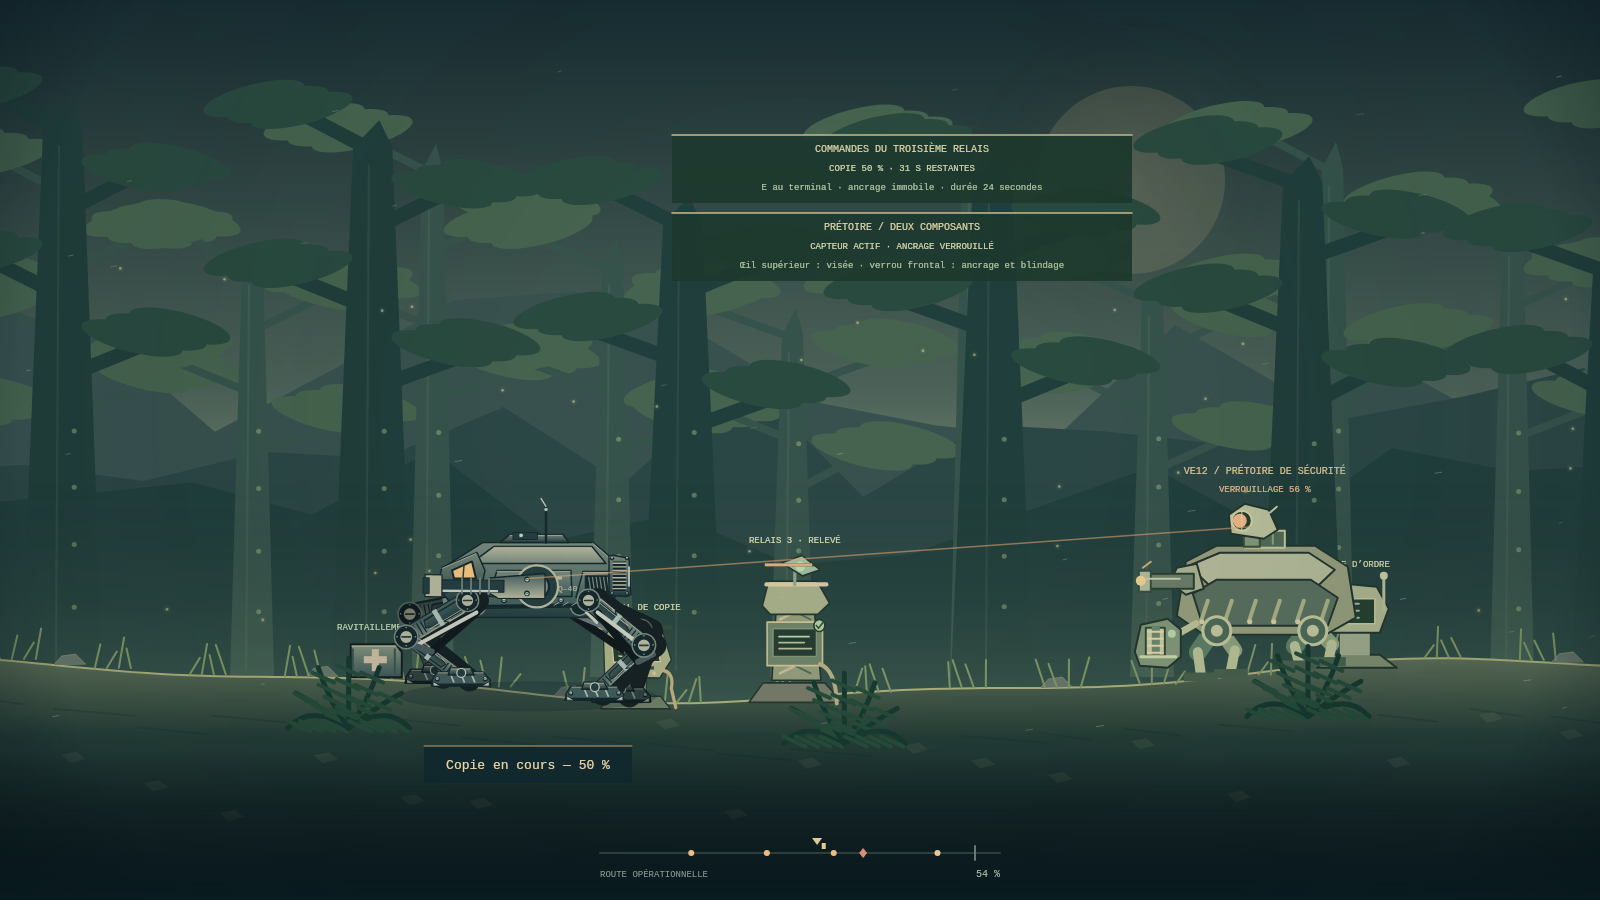 COMMANDES DU TROISIÈME RELAIS
COPIE 50 % · 31 S RESTANTES
E au terminal · ancrage immobile · durée 24 secondes
PRÉTOIRE / DEUX COMPOSANTS
CAPTEUR ACTIF · ANCRAGE VERROUILLÉ
Œil supérieur : visée · verrou frontal : ancrage et blindage
VE12 / PRÉTOIRE DE SÉCURITÉ
VERROUILLAGE 56 %
RELAIS 3 · RELEVÉ
D’ORDRE
DE COPIE
RAVITAILLEM
Copie en cours — 50 %
ROUTE OPÉRATIONNELLE
54 %